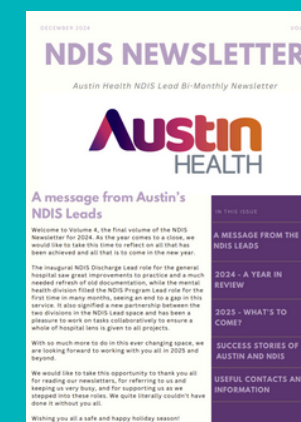 DECEMBER 2024
VO
NDIS NEWSLETTER
Austin Health NDIS Lead Bi-Monthly Newsletter
Austin
HEALTH
A message from Austin's
NDIS Leads
Welcome to Volume 4, the final volume of the NDIS
Newsletter for 2024. As the year comes to a close, we
would like to take this time to reflect on all that has
been achieved and all that is to come in the new year.
The inaugural NDIS Discharge Lead role for the general
hospital saw great improvements to practice and a much
needed refresh of old documentation, while the mental
health division filled the NDIS Program Lead role for the
first time in many months, seeing an end to a gap in this
service. It also signified a new partnership between the
two divisions in the NDIS Lead space and has been a
pleasure to work on tasks collaboratively to ensure a
whole of hospital lens is given to all projects.
With so much more to do in this ever changing space, we
are looking forward to working with you all in 2025 and
beyond.
We would like to take this opportunity to thank you all
for reading our newsletters, for referring to us and
keeping us very busy, and for supporting us as we
stepped into these roles. We quite literally couldn't have
done it without you all.
Wishing you all a safe and happy holiday season!
IN THIS ISSUE
A MESSAGE FROM THE
NDIS LEADS
2024 - A YEAR IN
REVIEW
2025 - WHAT'S TO
COME?
SUCCESS STORIES OF
AUSTIN AND NDIS
USEFUL CONTACTS AN
INFORMATION